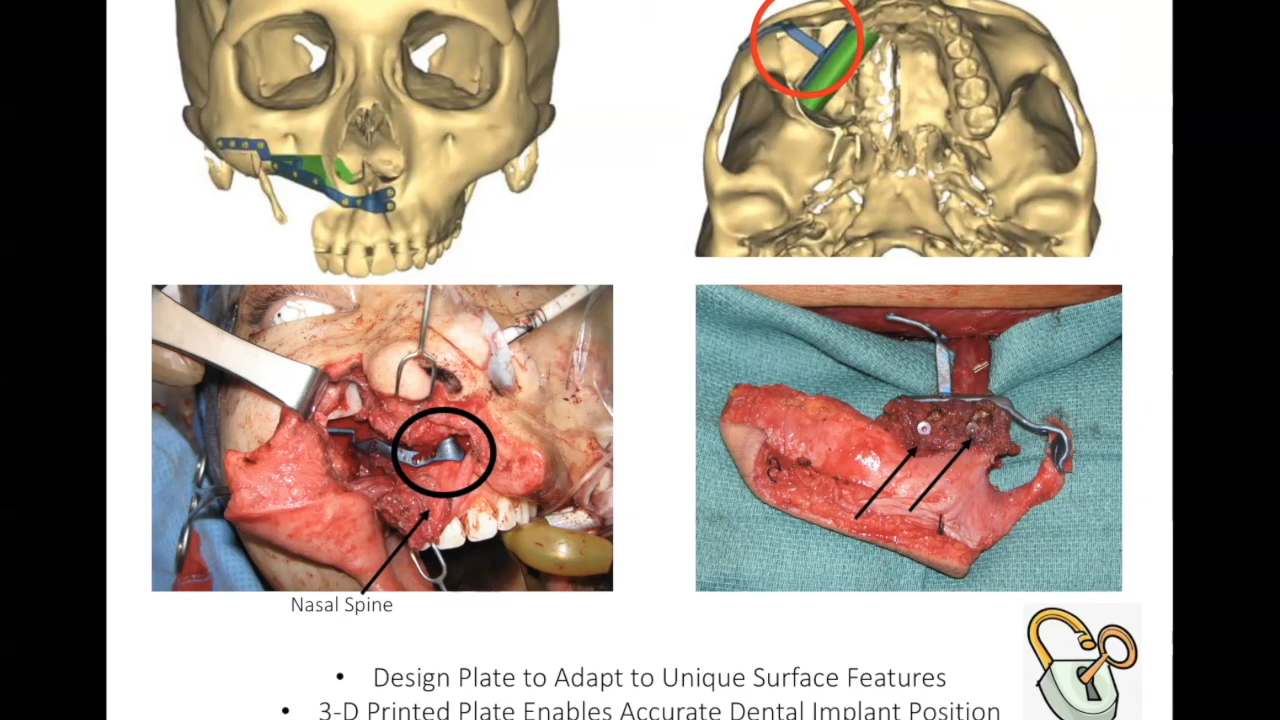 Nasal Spine
• Design Plate to Adapt to Unique Surface Features
• 3-D Printed Plate Enables Accurate Dental Implant Position